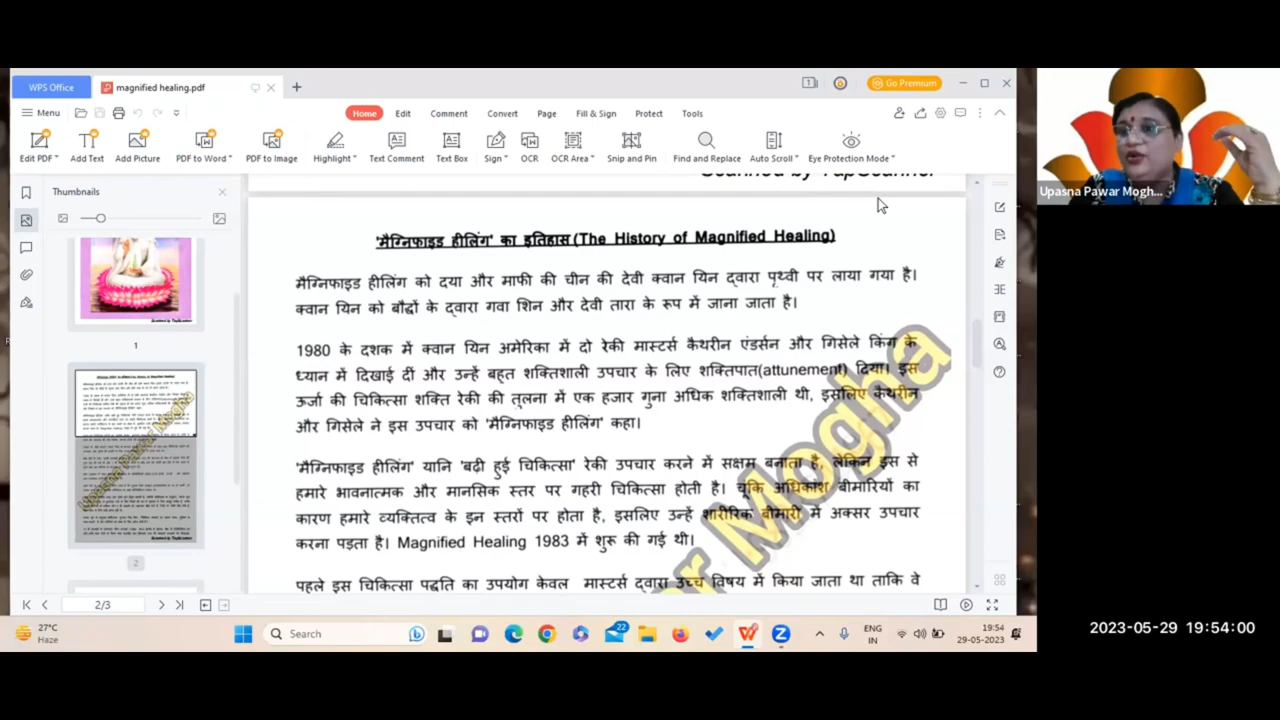 WPS Office
magnified healing.pdf
Go Premium
Menu
Home
Edit
Comment
Convert
Page
Fill & Sign
Protect
Tools
Edit PDF
Add Text
Add Picture
PDF to Word
PDF to Image
Highlight
Text Comment
Text Box
Sign
OCR
OCR Area
Snip and Pin
Find and Replace
Auto Scroll
Eye Protection Mode
Upasna Pawar Mogh...
Thumbnails
1
2
Scanned by TapScanner
'मैग्निफाइड हीलिंग' का इतिहास(The History of Magnified Healing)
मैग्निफाइड हीलिंग को दया और माफी की चीन की देवी क्वान यिन द्वारा पृथ्वी पर लाया गया है।
क्वान यिन को बौद्धों के द्वारा गवा शिन और देवी तारा के रूप में जाना जाता है।
1980 के दशक में क्वान यिन अमेरिका में दो रेकी मास्टर्स कैथरीन एंडर्सन और गिसेले किंग के
ध्यान में दिखाई दीं और उन्हें बहुत शक्तिशाली उपचार के लिए शक्तिपात(attunement) दिया। इस
ऊर्जा की चिकित्सा शक्ति रेकी की तुलना में एक हजार गुना अधिक शक्तिशाली थी, इसलिए केथरीन
और गिसेले ने इस उपचार को 'मैग्निफाइड हीलिंग' कहा।
'मैग्निफाइड हीलिंग' यानि 'बढ़ी हुई चिकित्सा' रेकी उपचार करने में सक्षम बनाता है, लेकिन इस से
हमारे भावनात्मक और मानसिक स्तर पर गहरी चिकित्सा होती है। चूंकि अधिकांश बीमारियों का
कारण हमारे व्यक्तित्व के इन स्तरों पर होता है, इसलिए उन्हें शारीरिक बीमारी में अक्सर उपचार
करना पड़ता है। Magnified Healing 1983 में शुरू की गई थी।
पहले इस चिकित्सा पद्धति का उपयोग केवल मास्टर्स द्वारा उच्च विषय में किया जाता था ताकि वे
er Mogha
2/3
27°C
Haze
Search
22
ENG
IN
19:54
29-05-2023
2023-05-29 19:54:00